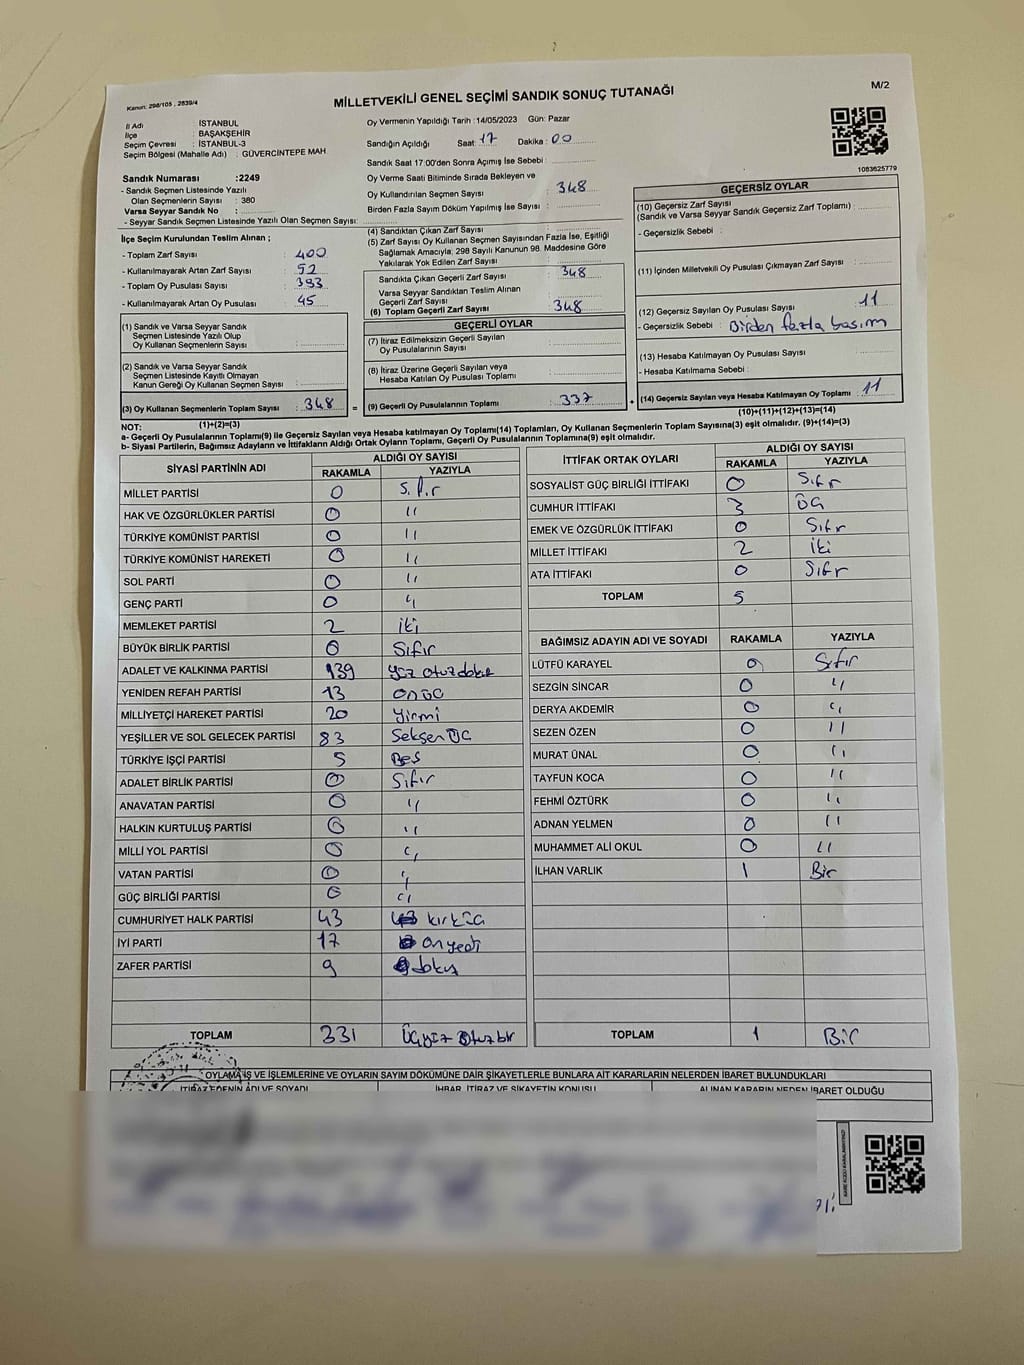 Kanun: 298/105 , 2839/4
MİLLETVEKİLİ GENEL SEÇİMİ SANDIK SONUÇ TUTANAĞI
M/2
İl Adı : İSTANBUL
İlçe : BAŞAKŞEHİR
Seçim Çevresi : İSTANBUL-3
Seçim Bölgesi (Mahalle Adı) : GÜVERCİNTEPE MAH
Sandık Numarası :2249
- Sandık Seçmen Listesinde Yazılı
Olan Seçmenlerin Sayısı : 380
Varsa Seyyar Sandık No :
- Seyyar Sandık Seçmen Listesinde Yazılı Olan Seçmen Sayısı:
Oy Vermenin Yapıldığı Tarih : 14/05/2023 Gün: Pazar
Sandığın Açıldığı Saat: 17 Dakika: 00
Sandık Saat 17:00'den Sonra Açımış İse Sebebi :
Oy Verme Saati Bitiminde Sırada Bekleyen ve
Oy Kullandırılan Seçmen Sayısı : 348
Birden Fazla Sayım Döküm Yapılmış İse Sayısı :
1083625779
İlçe Seçim Kurulundan Teslim Alınan ;
- Toplam Zarf Sayısı : 400
- Kullanılmayarak Artan Zarf Sayısı : 52
- Toplam Oy Pusulası Sayısı : 393
- Kullanılmayarak Artan Oy Pusulası : 45
(1) Sandık ve Varsa Seyyar Sandık
Seçmen Listesinde Yazılı Olup
Oy Kullanan Seçmenlerin Sayısı :
(2) Sandık ve Varsa Seyyar Sandık
Seçmen Listesinde Kayıtlı Olmayan
Kanun Gereği Oy Kullanan Seçmen Sayısı :
(3) Oy Kullanan Seçmenlerin Toplam Sayısı : 348 =
(1)+(2)=(3)
(4) Sandıktan Çıkan Zarf Sayısı :
(5) Zarf Sayısı Oy Kullanan Seçmen Sayısından Fazla İse, Eşitliği
Sağlamak Amacıyla; 298 Sayılı Kanunun 98. Maddesine Göre
Yakılarak Yok Edilen Zarf Sayısı :
Sandıkta Çıkan Geçerli Zarf Sayısı : 348
Varsa Seyyar Sandıktan Teslim Alınan
Geçerli Zarf Sayısı :
(6) Toplam Geçerli Zarf Sayısı : 348
GEÇERLİ OYLAR
(7) İtiraz Edilmeksizin Geçerli Sayılan
Oy Pusulalarının Sayısı :
(8) İtiraz Üzerine Geçerli Sayılan veya
Hesaba Katılan Oy Pusulası Toplamı :
(9) Geçerli Oy Pusulalarının Toplamı : 337 +
GEÇERSİZ OYLAR
(10) Geçersiz Zarf Sayısı
(Sandık ve Varsa Seyyar Sandık Geçersiz Zarf Toplamı) :
- Geçersizlik Sebebi :
(11) İçinden Milletvekili Oy Pusulası Çıkmayan Zarf Sayısı :
(12) Geçersiz Sayılan Oy Pusulası Sayısı : 11
- Geçersizlik Sebebi : Birden fazla basım
(13) Hesaba Katılmayan Oy Pusulası Sayısı :
- Hesaba Katılmama Sebebi :
(14) Geçersiz Sayılan veya Hesaba Katılmayan Oy Toplamı : 11
(10)+(11)+(12)+(13)=(14)
NOT:
a- Geçerli Oy Pusulalarının Toplamı(9) ile Geçersiz Sayılan veya Hesaba katılmayan Oy Toplamı(14) Toplamları, Oy Kullanan Seçmenlerin Toplam Sayısına(3) eşit olmalıdır. (9)+(14)=(3)
b- Siyasi Partilerin, Bağımsız Adayların ve İttifakların Aldığı Ortak Oyların Toplamı, Geçerli Oy Pusulalarının Toplamına(9) eşit olmalıdır.
SİYASİ PARTİNİN ADI ALDIĞI OY SAYISI
RAKAMLA YAZIYLA
MİLLET PARTİSİ 0 Sıfır
HAK VE ÖZGÜRLÜKLER PARTİSİ 0 "
TÜRKİYE KOMÜNİST PARTİSİ 0 "
TÜRKİYE KOMÜNİST HAREKETİ 0 "
SOL PARTİ 0 "
GENÇ PARTİ 0 "
MEMLEKET PARTİSİ 2 iki
BÜYÜK BİRLİK PARTİSİ 0 Sıfır
ADALET VE KALKINMA PARTİSİ 139 yüz otuzdokuz
YENİDEN REFAH PARTİSİ 13 onüç
MİLLİYETÇİ HAREKET PARTİSİ 20 Yirmi
YEŞİLLER VE SOL GELECEK PARTİSİ 83 Seksen üç
TÜRKİYE İŞÇİ PARTİSİ 5 Beş
ADALET BİRLİK PARTİSİ 0 Sıfır
ANAVATAN PARTİSİ 0 "
HALKIN KURTULUŞ PARTİSİ 0 "
MİLLİ YOL PARTİSİ 0 "
VATAN PARTİSİ 0 "
GÜÇ BİRLİĞİ PARTİSİ 0 "
CUMHURİYET HALK PARTİSİ 43 kırküç
İYİ PARTİ 17 onyedi
ZAFER PARTİSİ 9 dokuz
TOPLAM 331 Üçyüz Otuzbir
İTTİFAK ORTAK OYLARI ALDIĞI OY SAYISI
RAKAMLA YAZIYLA
SOSYALİST GÜÇ BİRLİĞİ İTTİFAKI 0 Sıfır
CUMHUR İTTİFAKI 3 ÜÇ
EMEK VE ÖZGÜRLÜK İTTİFAKI 0 Sıfır
MİLLET İTTİFAKI 2 İki
ATA İTTİFAKI 0 Sıfır
TOPLAM 5
BAĞIMSIZ ADAYIN ADI VE SOYADI RAKAMLA YAZIYLA
LÜTFÜ KARAYEL 0 Sıfır
SEZGİN SİNCAR 0 "
DERYA AKDEMİR 0 "
SEZEN ÖZEN 0 "
MURAT ÜNAL 0 "
TAYFUN KOCA 0 "
FEHMİ ÖZTÜRK 0 "
ADNAN YELMEN 0 "
MUHAMMET ALİ OKUL 0 "
İLHAN VARLIK 1 Bir
TOPLAM 1 Bir
OYLAMA İŞ VE İŞLEMLERİNE VE OYLARIN SAYIM DÖKÜMÜNE DAİR ŞİKAYETLERLE BUNLARA AİT KARARLARIN NELERDEN İBARET BULUNDUKLARI
İTİRAZ EDENİN ADI VE SOYADI İHBAR, İTİRAZ VE ŞİKAYETİN KONUSU ALINAN KARARIN NEDEN İBARET OLDUĞU